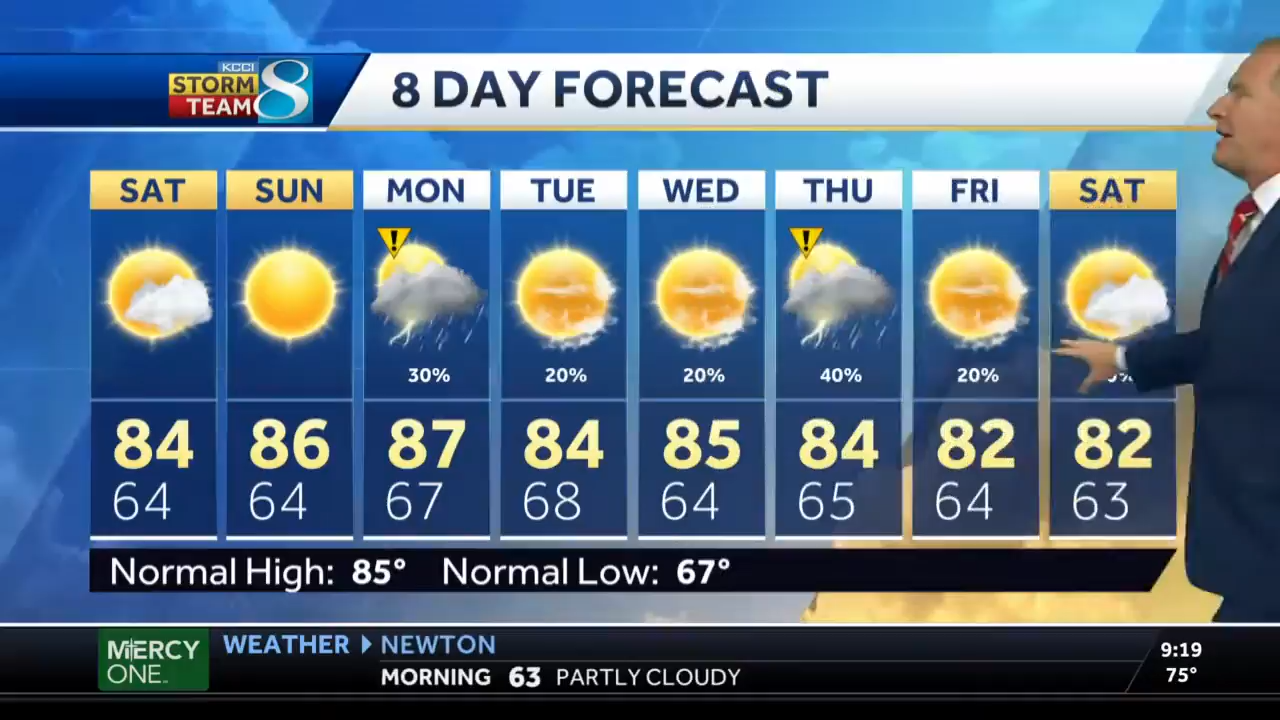 KCCI
STORM
TEAM 8
8 DAY FORECAST
SAT SUN MON TUE WED THU FRI SAT
! !
30% 20% 20% 40% 20%
84 86 87 84 85 84 82 82
64 64 67 68 64 65 64 63
Normal High: 85° Normal Low: 67°
MERCY
ONE
WEATHER NEWTON
MORNING 63 PARTLY CLOUDY
9:19
75°